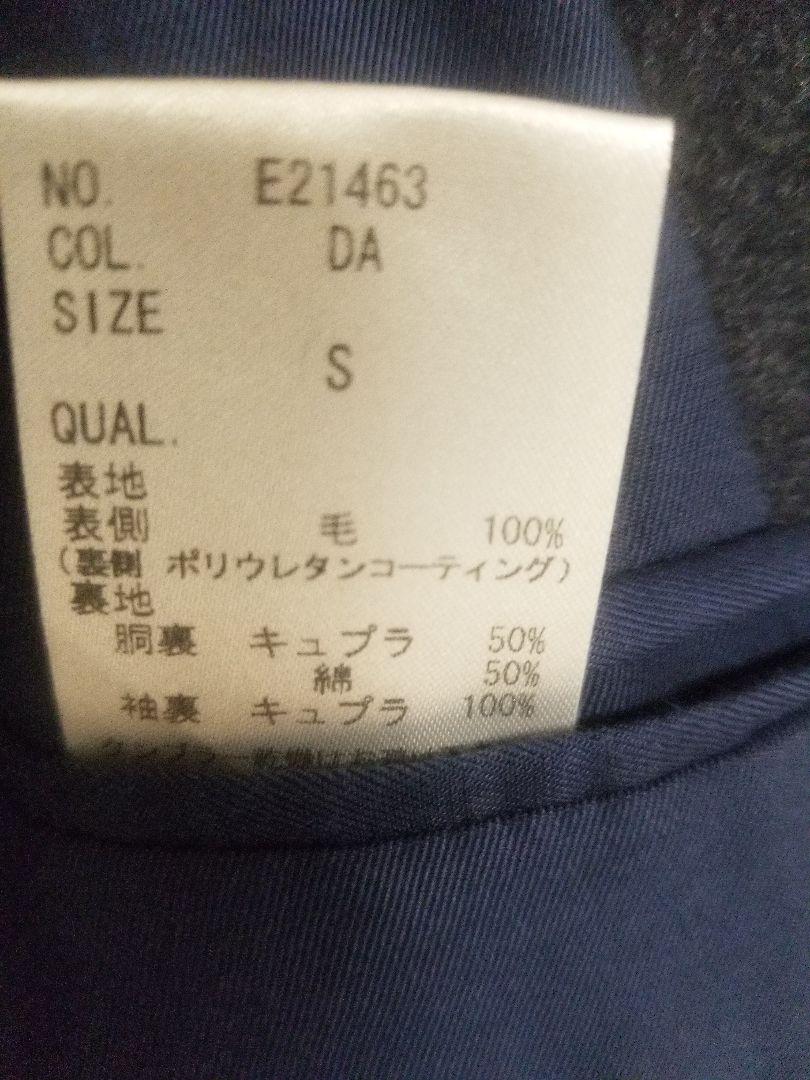 NO. E21463
COL. DA
SIZE
S
QUAL.
表地
表側 毛 100%
(裏側 ポリウレタンコーティング)
裏地
胴裏 キュプラ 50%
綿 50%
袖裏 キュプラ 100%